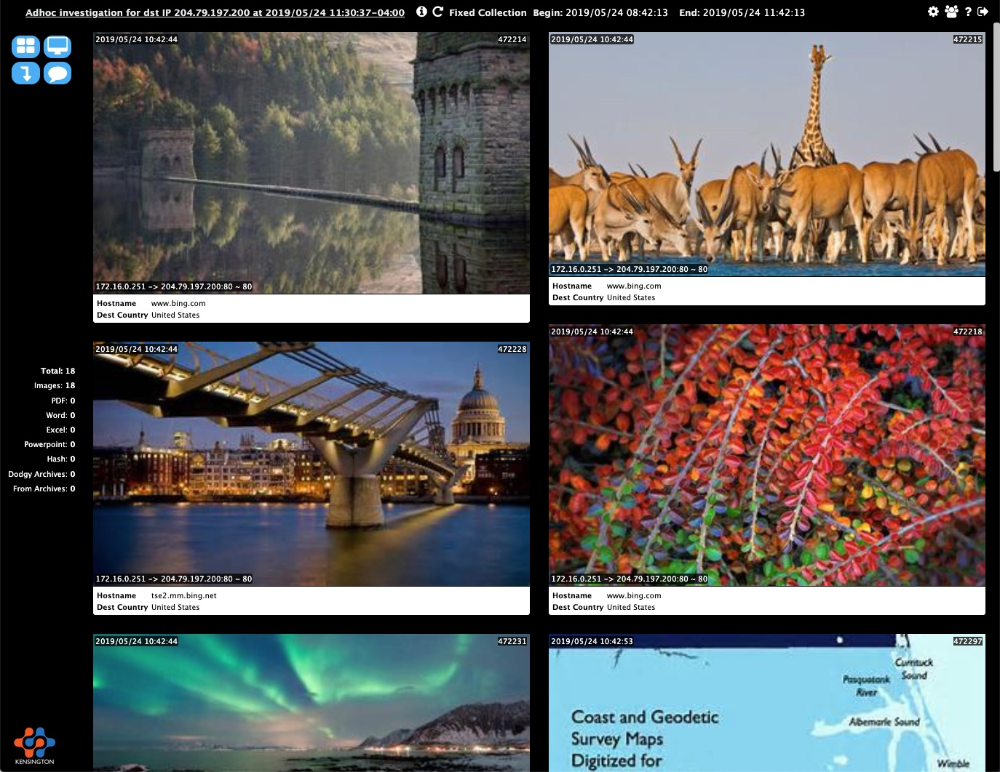 Adhoc investigation for dst IP 204.79.197.200 at 2019/05/24 11:30:37-04:00 Fixed Collection Begin: 2019/05/24 08:42:13 End: 2019/05/24 11:42:13 ?
2019/05/24 10:42:44 472214
172.16.0.251 -> 204.79.197.200:80 ~ 80
Hostname www.bing.com
Dest Country United States
2019/05/24 10:42:44 472215
172.16.0.251 -> 204.79.197.200:80 ~ 80
Hostname www.bing.com
Dest Country United States
Total: 18
Images: 18
PDF: 0
Word: 0
Excel: 0
Powerpoint: 0
Hash: 0
Dodgy Archives: 0
From Archives: 0
2019/05/24 10:42:44 472228
172.16.0.251 -> 204.79.197.200:80 ~ 80
Hostname tse2.mm.bing.net
Dest Country United States
2019/05/24 10:42:44 472218
172.16.0.251 -> 204.79.197.200:80 ~ 80
Hostname www.bing.com
Dest Country United States
2019/05/24 10:42:44 472231
2019/05/24 10:42:53 472297
Currituck
Sound
Pasquotank
River
Albemarle Sound
Coast and Geodetic
Survey Maps
Digitized for
Wimble
KENSINGTON